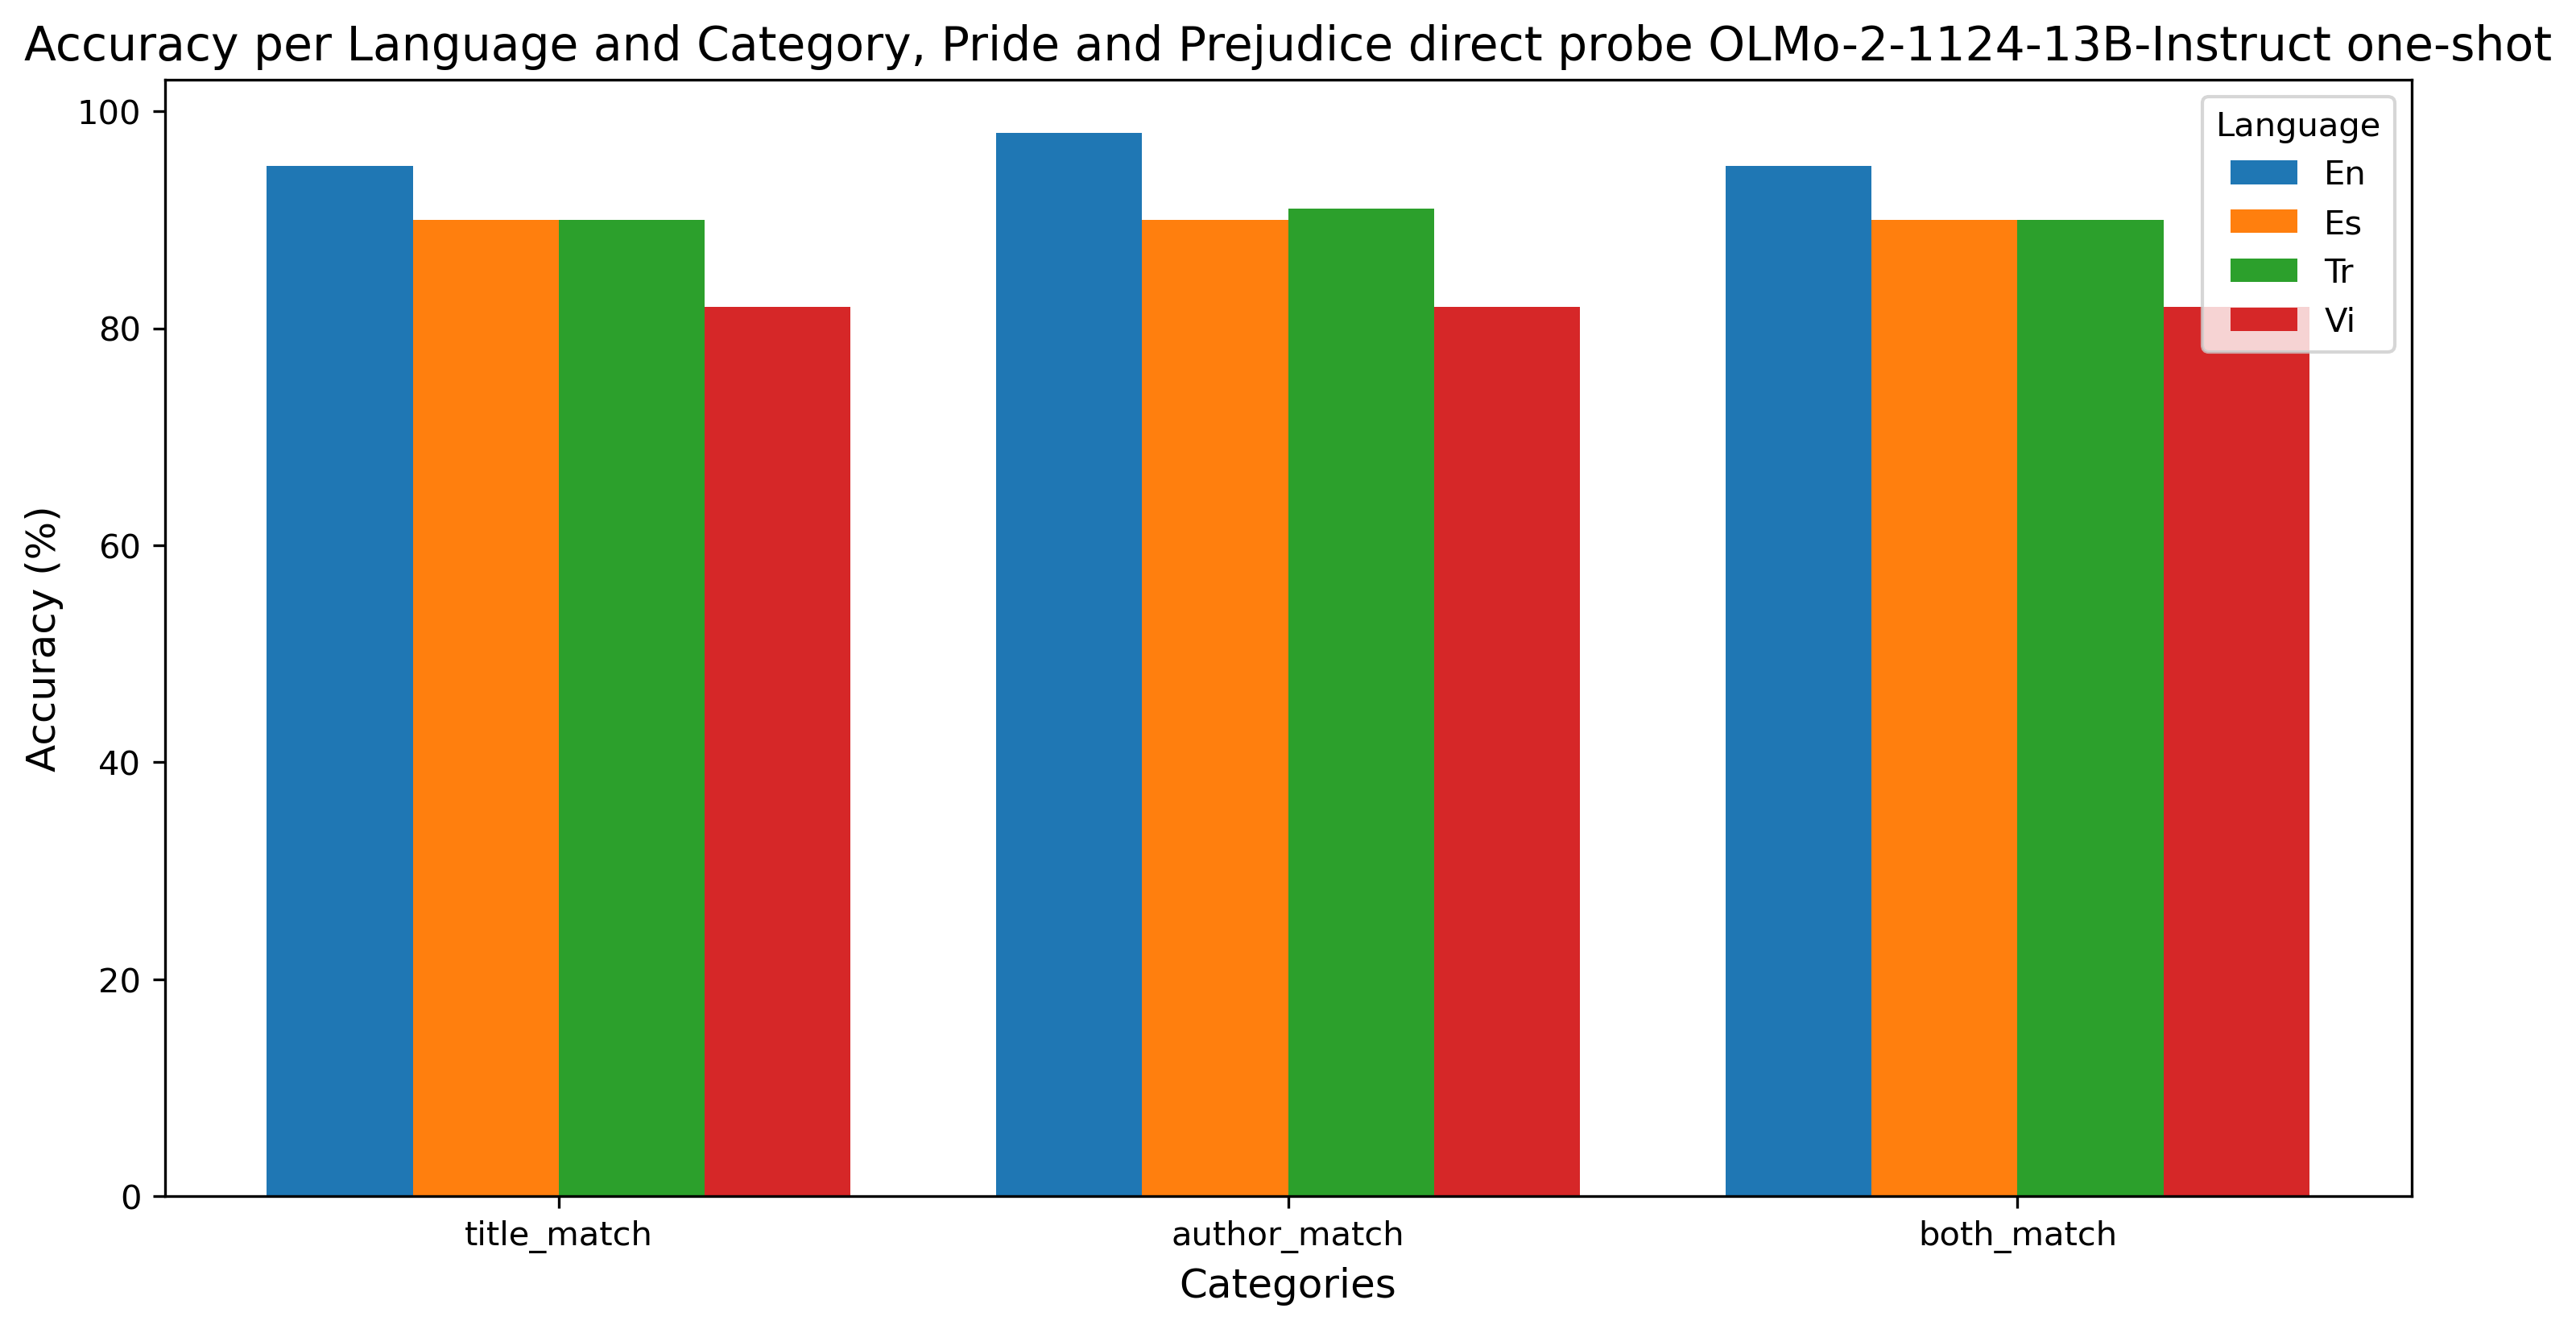 Accuracy per Language and Category, Pride and Prejudice direct probe OLMo-2-1124-13B-Instruct one-shot
Accuracy (%)
100
80
60
40
20
0
Language
En
Es
Tr
Vi
title_match
author_match
both_match
Categories